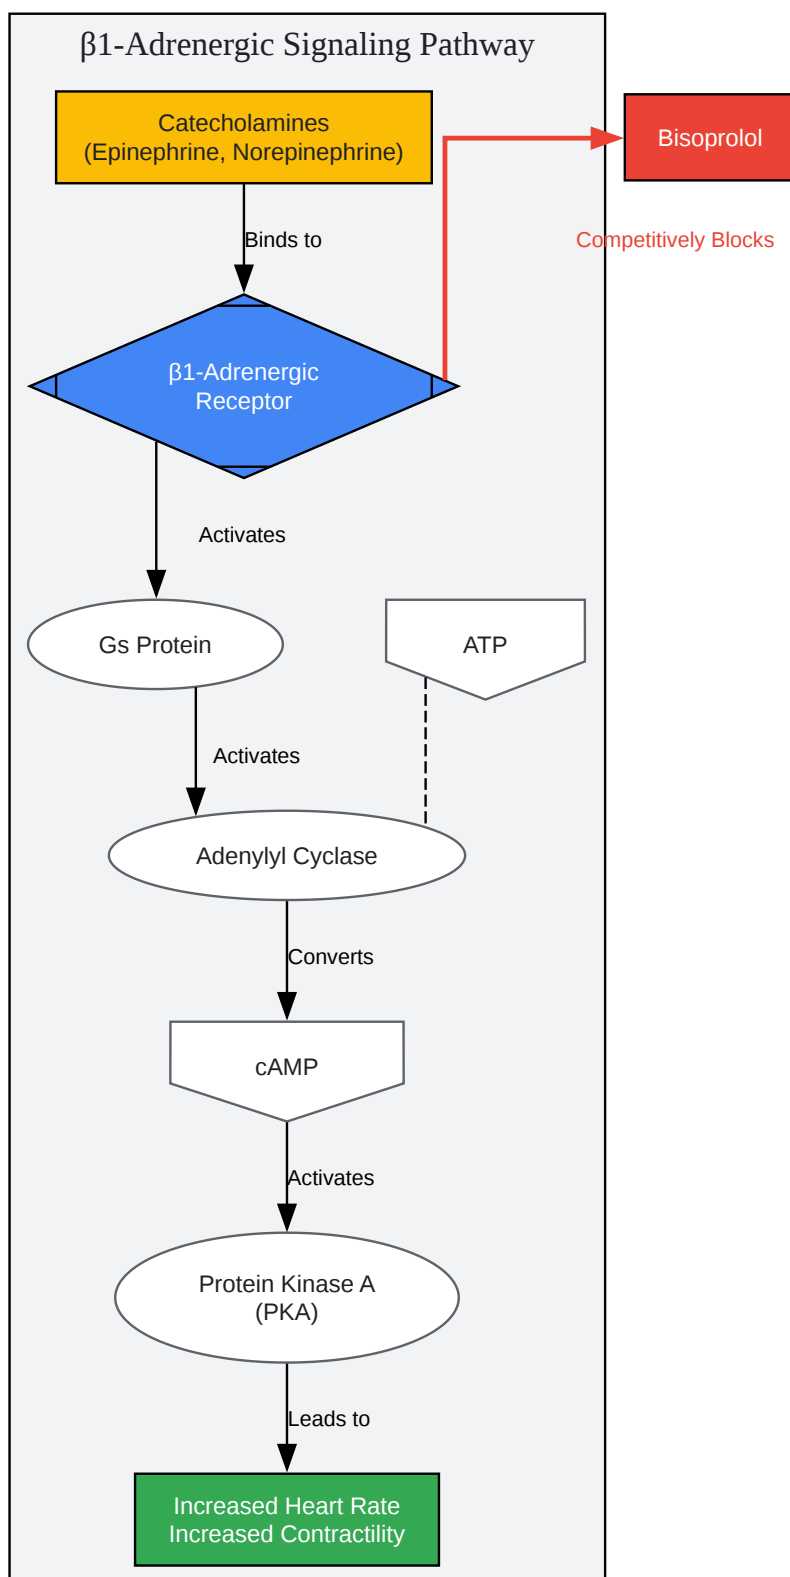 β1-Adrenergic Signaling Pathway
Catecholamines
(Epinephrine, Norepinephrine)
Bisoprolol
Binds to
Competitively Blocks
β1-Adrenergic
Receptor
Activates
Gs Protein
ATP
Activates
Adenylyl Cyclase
Converts
cAMP
Activates
Protein Kinase A
(PKA)
Leads to
Increased Heart Rate
Increased Contractility